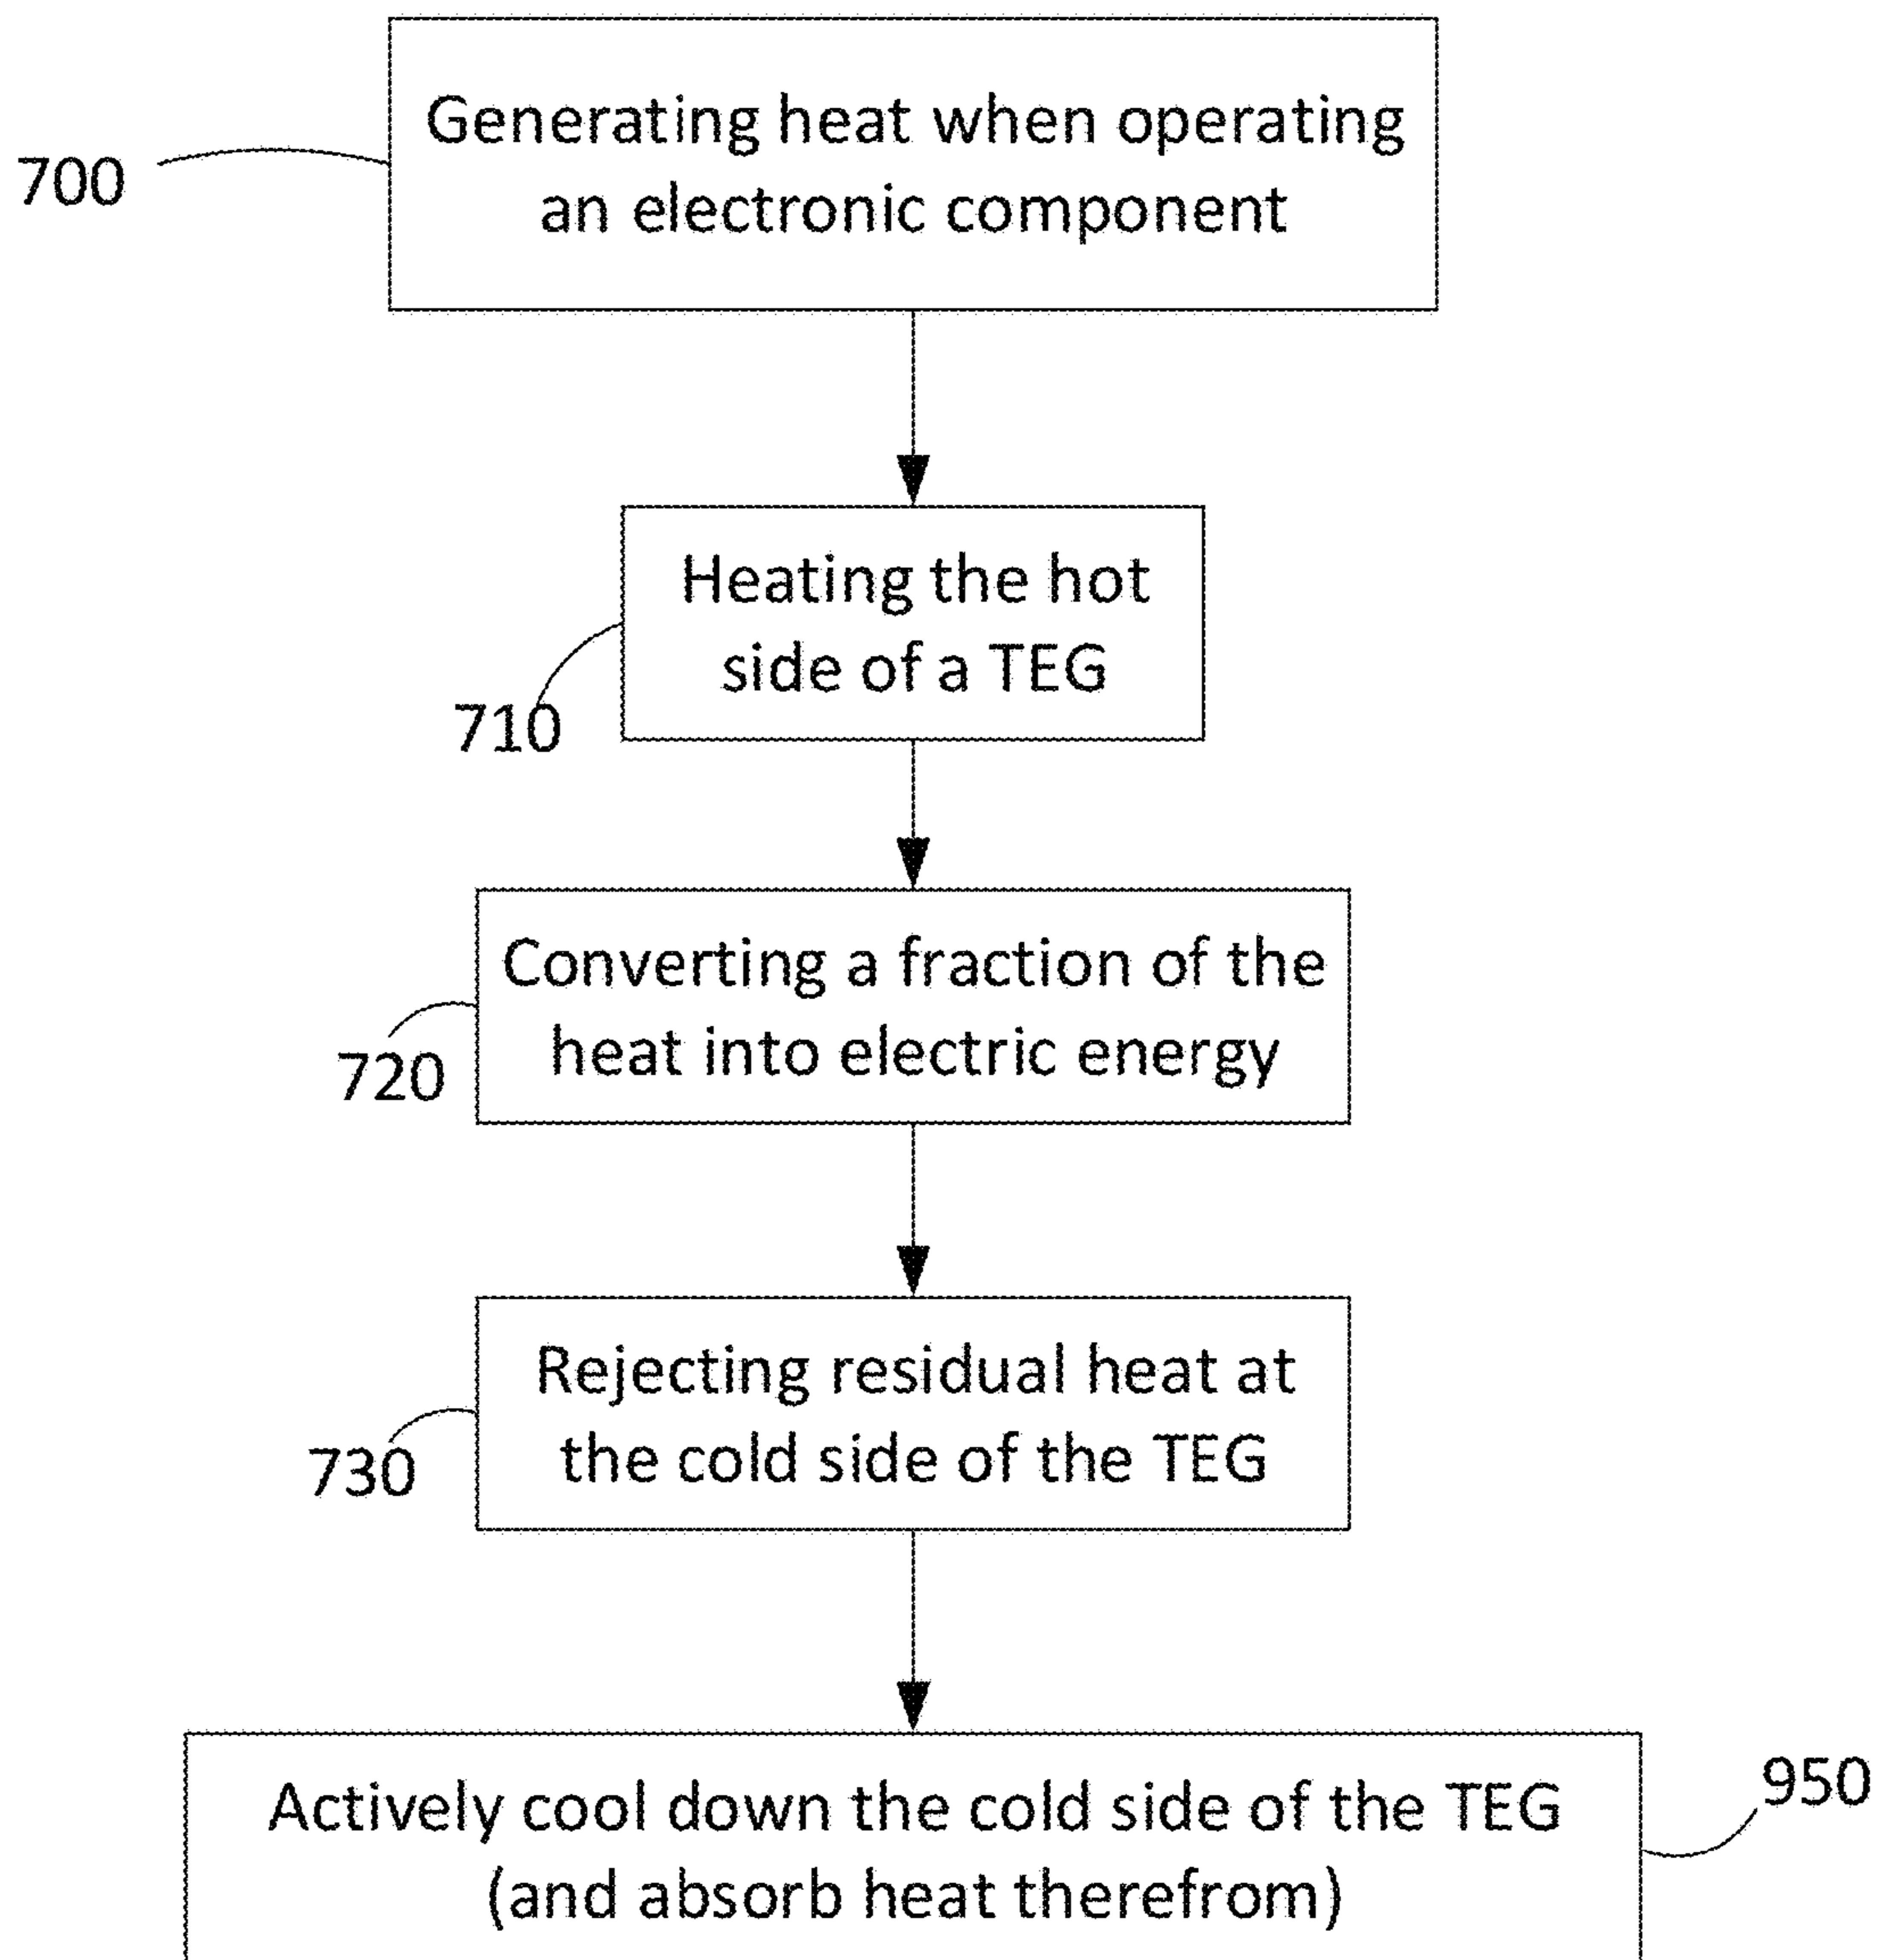 Generating heat when operating
an electronic component
700
Heating the hot
side of a TEG
710
Converting a fraction of the
heat into electric energy
720
Rejecting residual heat at
the cold side of the TEG
730
Actively cool down the cold side of the TEG
(and absorb heat therefrom)
950